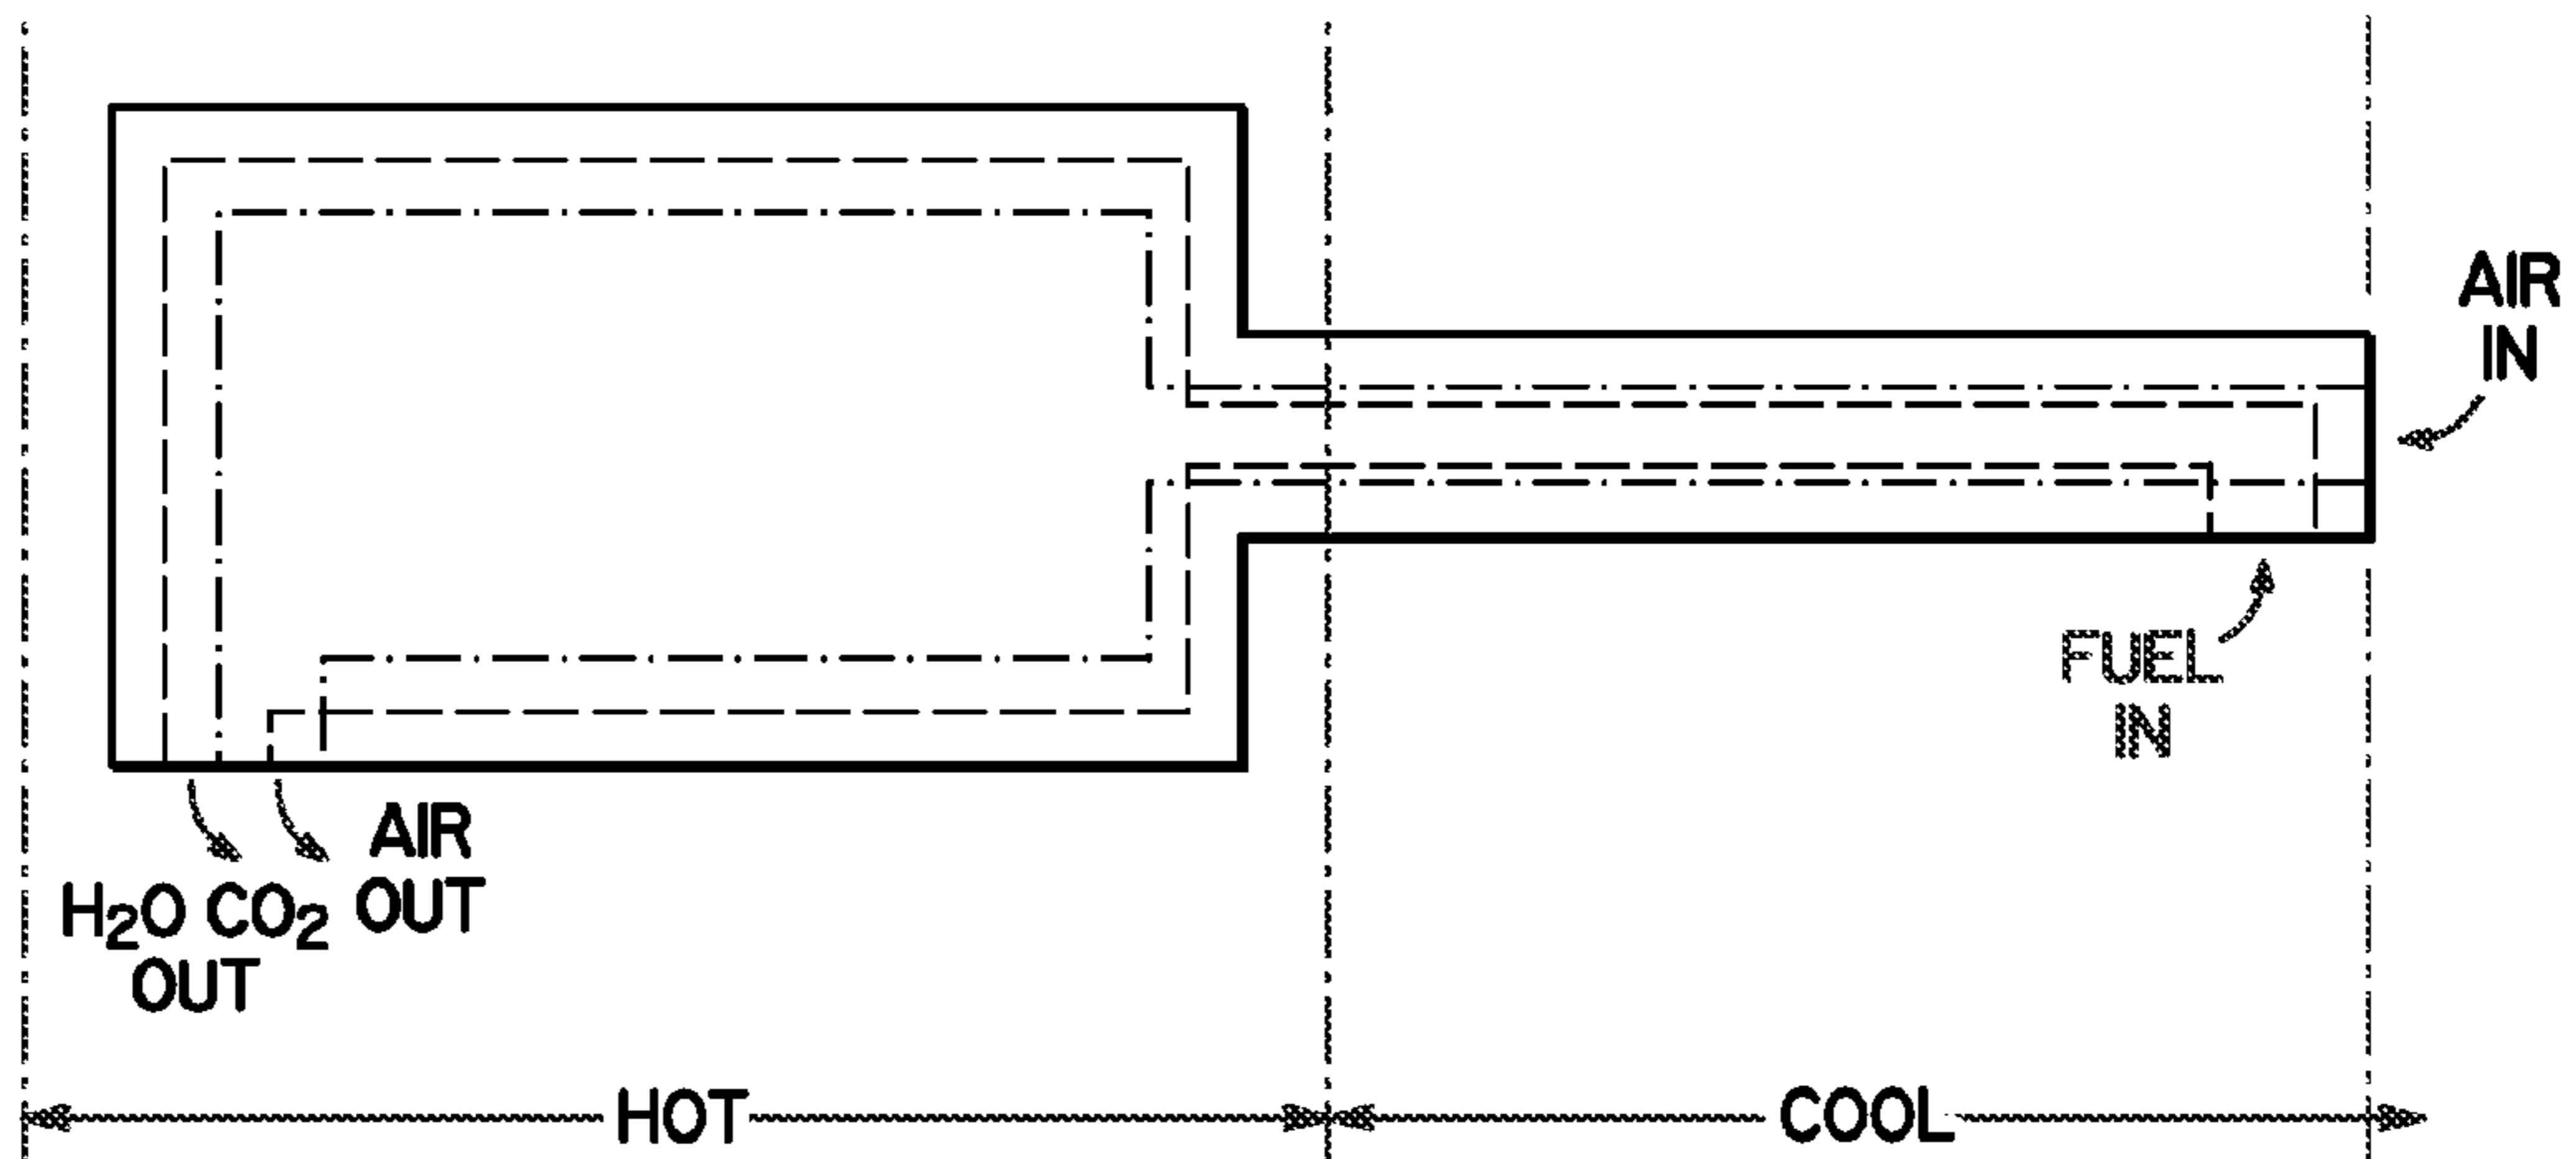 AIR
IN
FUEL
IN
AIR
OUT
H₂O CO₂
OUT
HOT
COOL